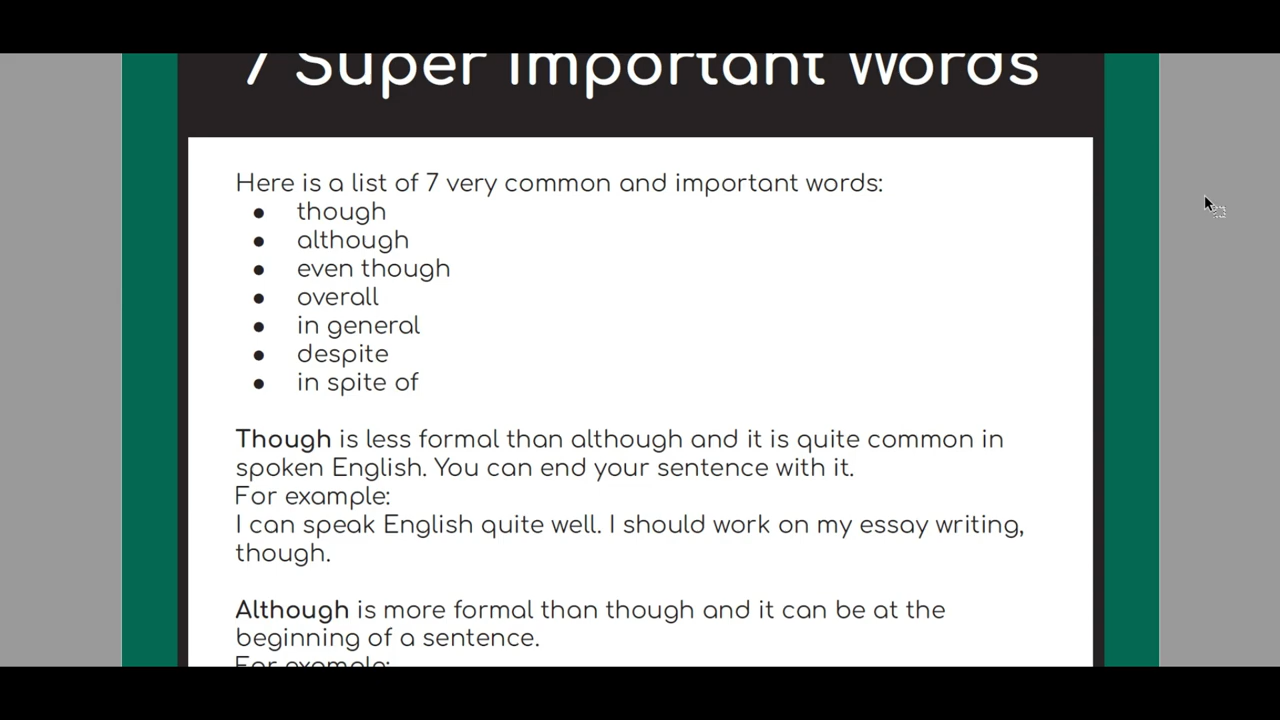 7 Super Important Words
Here is a list of 7 very common and important words:
● though
● although
● even though
● overall
● in general
● despite
● in spite of
Though is less formal than although and it is quite common in
spoken English. You can end your sentence with it.
For example:
I can speak English quite well. I should work on my essay writing,
though.
Although is more formal than though and it can be at the
beginning of a sentence.
For example: